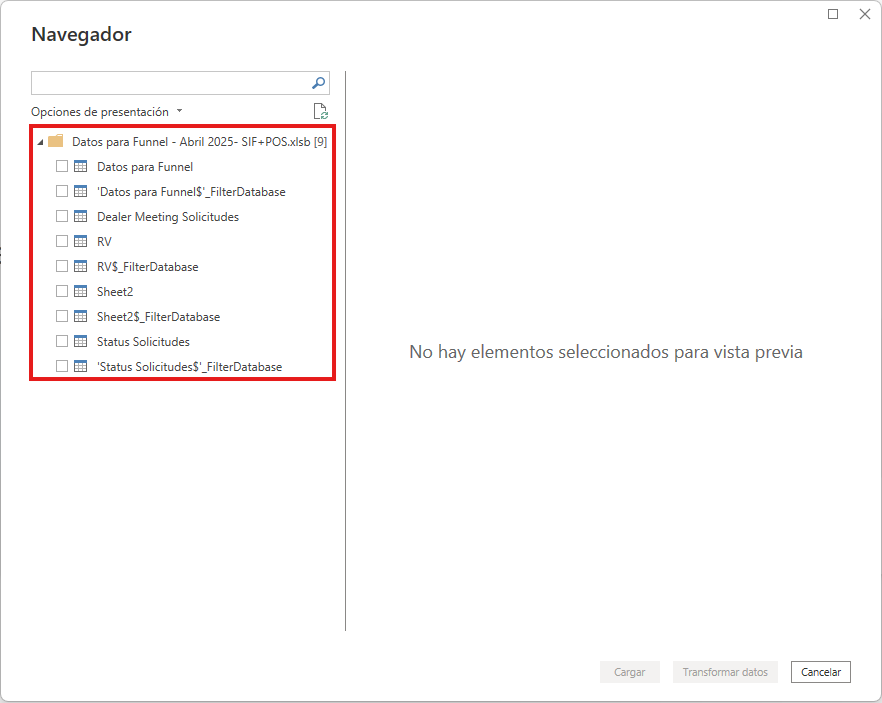 Navegador
Opciones de presentación
Datos para Funnel - Abril 2025- SIF+POS.xlsb [9]
Datos para Funnel
'Datos para Funnel$'_FilterDatabase
Dealer Meeting Solicitudes
RV
RV$_FilterDatabase
Sheet2
Sheet2$_FilterDatabase
Status Solicitudes
'Status Solicitudes$'_FilterDatabase
No hay elementos seleccionados para vista previa
Cargar
Transformar datos
Cancelar